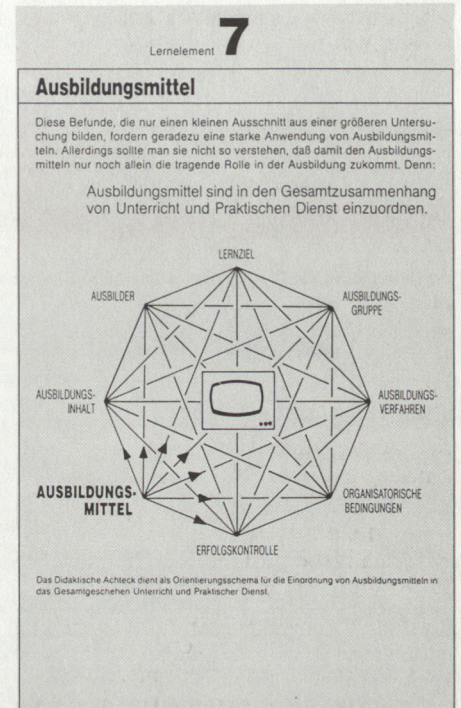 Lernelement 7
Ausbildungsmittel
Diese Befunde, die nur einen kleinen Ausschnitt aus einer größeren Untersu-
chung bilden, fordern geradezu eine starke Anwendung von Ausbildungsmit-
teln. Allerdings sollte man sie nicht so verstehen, daß damit den Ausbildungs-
mitteln nur noch allein die tragende Rolle in der Ausbildung zukommt. Denn:
Ausbildungsmittel sind in den Gesamtzusammenhang
von Unterricht und Praktischen Dienst einzuordnen.
LERNZIEL
AUSBILDER
AUSBILDUNGS-
GRUPPE
AUSBILDUNGS-
INHALT
AUSBILDUNGS-
VERFAHREN
AUSBILDUNGS-
MITTEL
ORGANISATORISCHE
BEDINGUNGEN
ERFOLGSKONTROLLE
Das Didaktische Achteck dient als Orientierungsschema für die Einordnung von Ausbildungsmitteln in
das Gesamtgeschehen Unterricht und Praktischer Dienst.